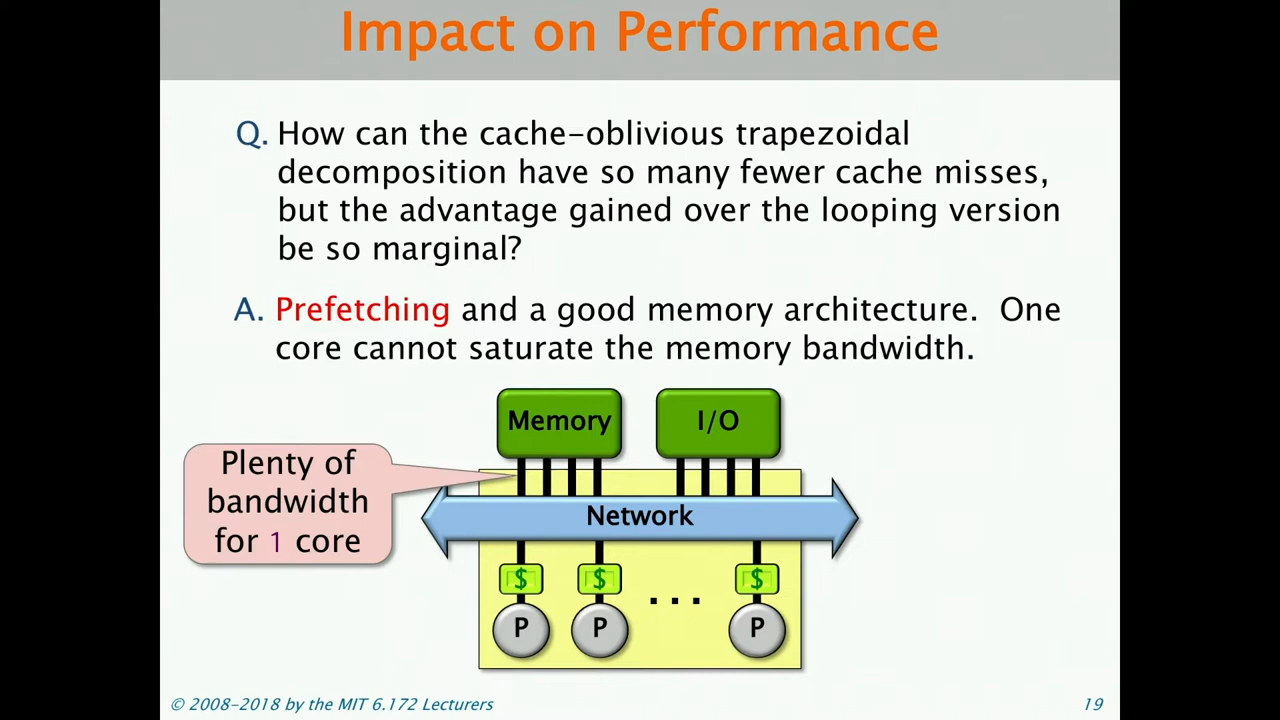 Impact on Performance
Q. How can the cache-oblivious trapezoidal
decomposition have so many fewer cache misses,
but the advantage gained over the looping version
be so marginal?
A. Prefetching and a good memory architecture. One
core cannot saturate the memory bandwidth.
Memory
I/O
Plenty of
bandwidth
for 1 core
Network
$ $ ... $
P P P
© 2008-2018 by the MIT 6.172 Lecturers
19